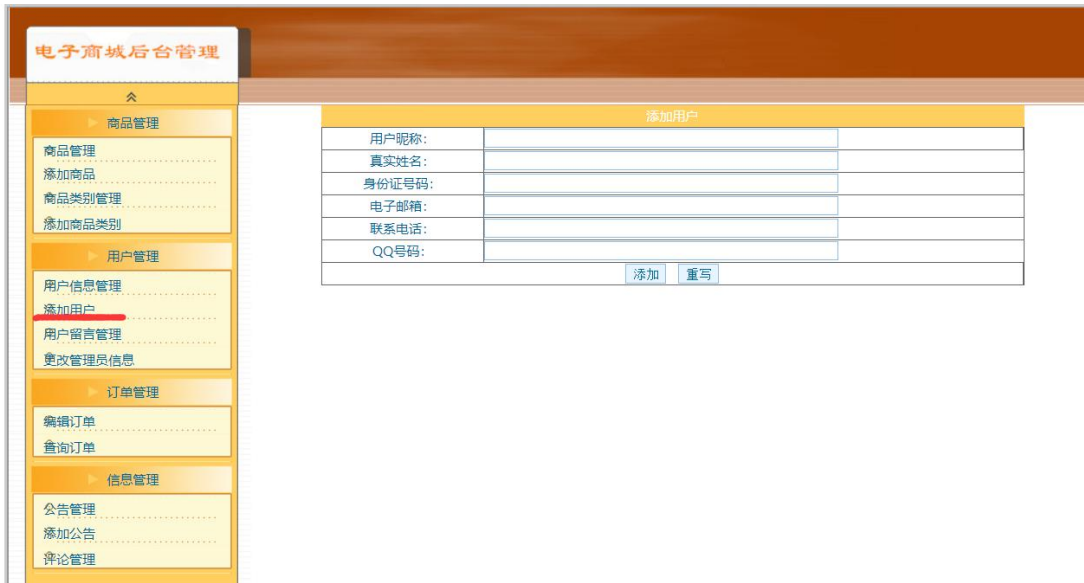 电子商城后台管理
商品管理
商品管理
添加商品
商品类别管理
添加商品类别
用户管理
用户信息管理
添加用户
用户留言管理
更改管理员信息
订单管理
编辑订单
查询订单
信息管理
公告管理
添加公告
评论管理
添加用户
用户昵称：
真实姓名：
身份证号码：
电子邮箱：
联系电话：
QQ号码：
添加 重写